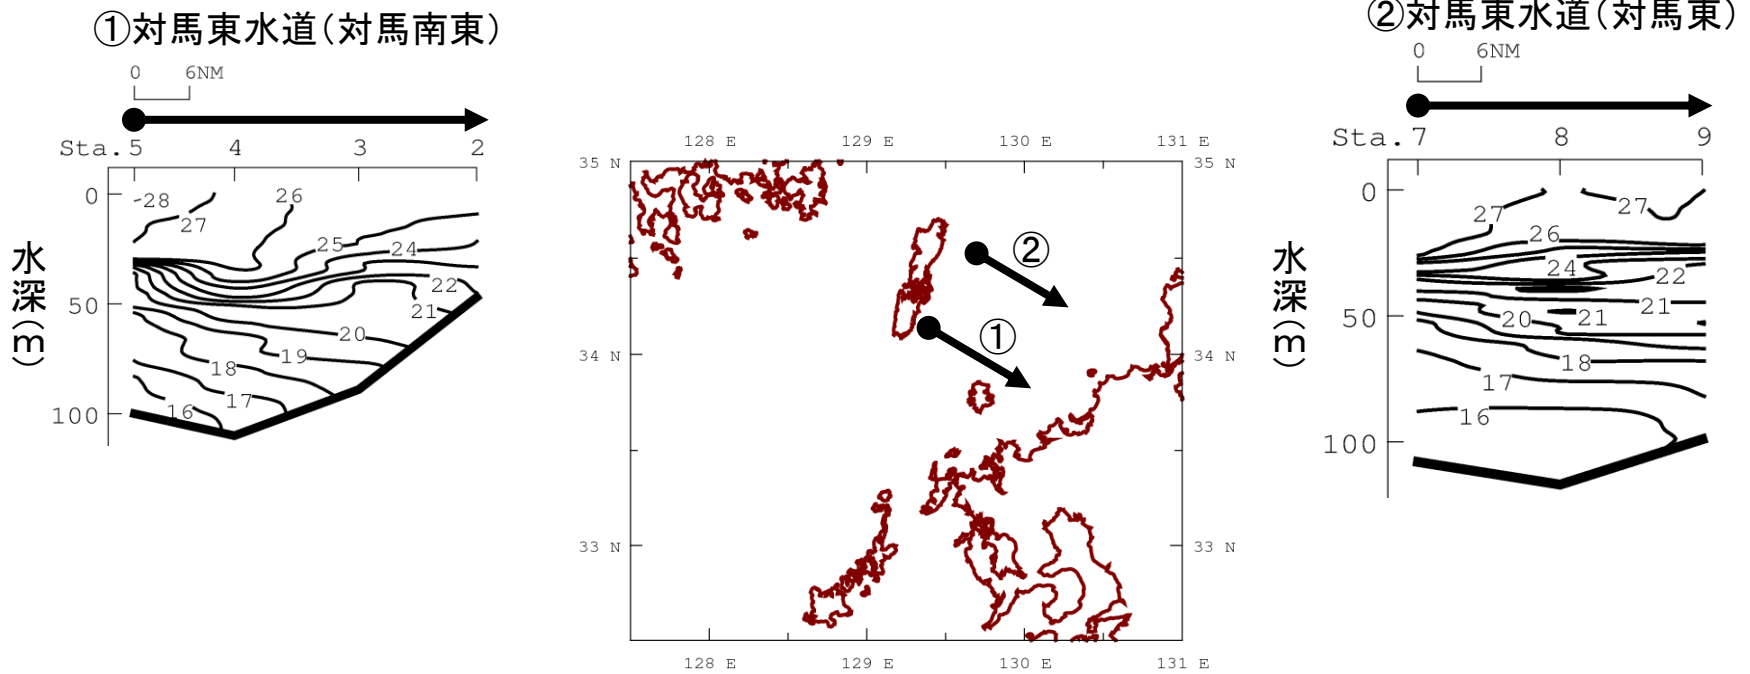 ①対馬東水道(対馬南東)
0 6NM
Sta.5 4 3 2
0
50
100
水深(m)
-28
27
26
25
24
22
21
20
19
18
17
16
128 E 129 E 130 E 131 E
35 N 35 N
34 N 34 N
33 N 33 N
128 E 129 E 130 E 131 E
②
①
②対馬東水道(対馬東)
0 6NM
Sta.7 8 9
0
50
100
水深(m)
27 27
26
24 22
21
20 21
18
17
16